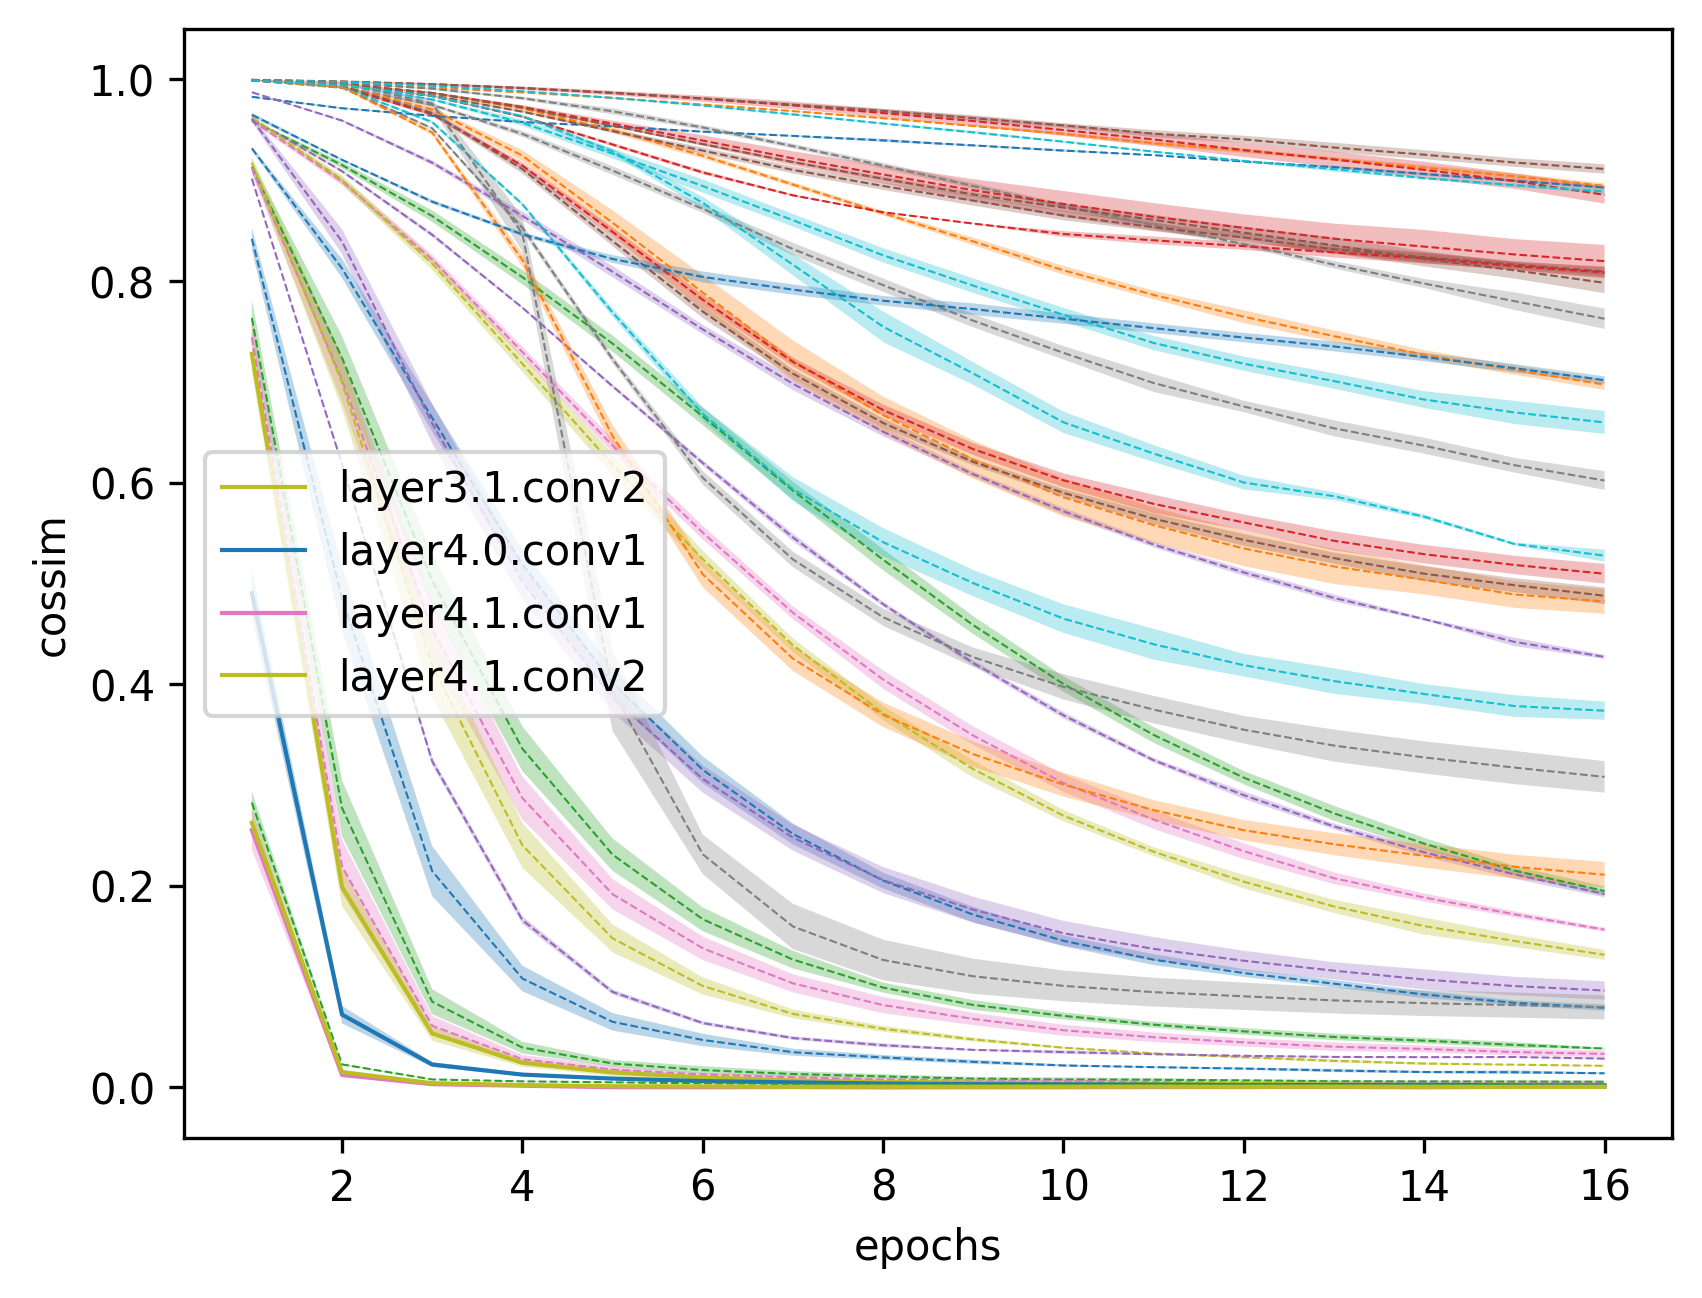 1.0
0.8
0.6
0.4
0.2
0.0
cossim
layer3.1.conv2
layer4.0.conv1
layer4.1.conv1
layer4.1.conv2
2 4 6 8 10 12 14 16
epochs